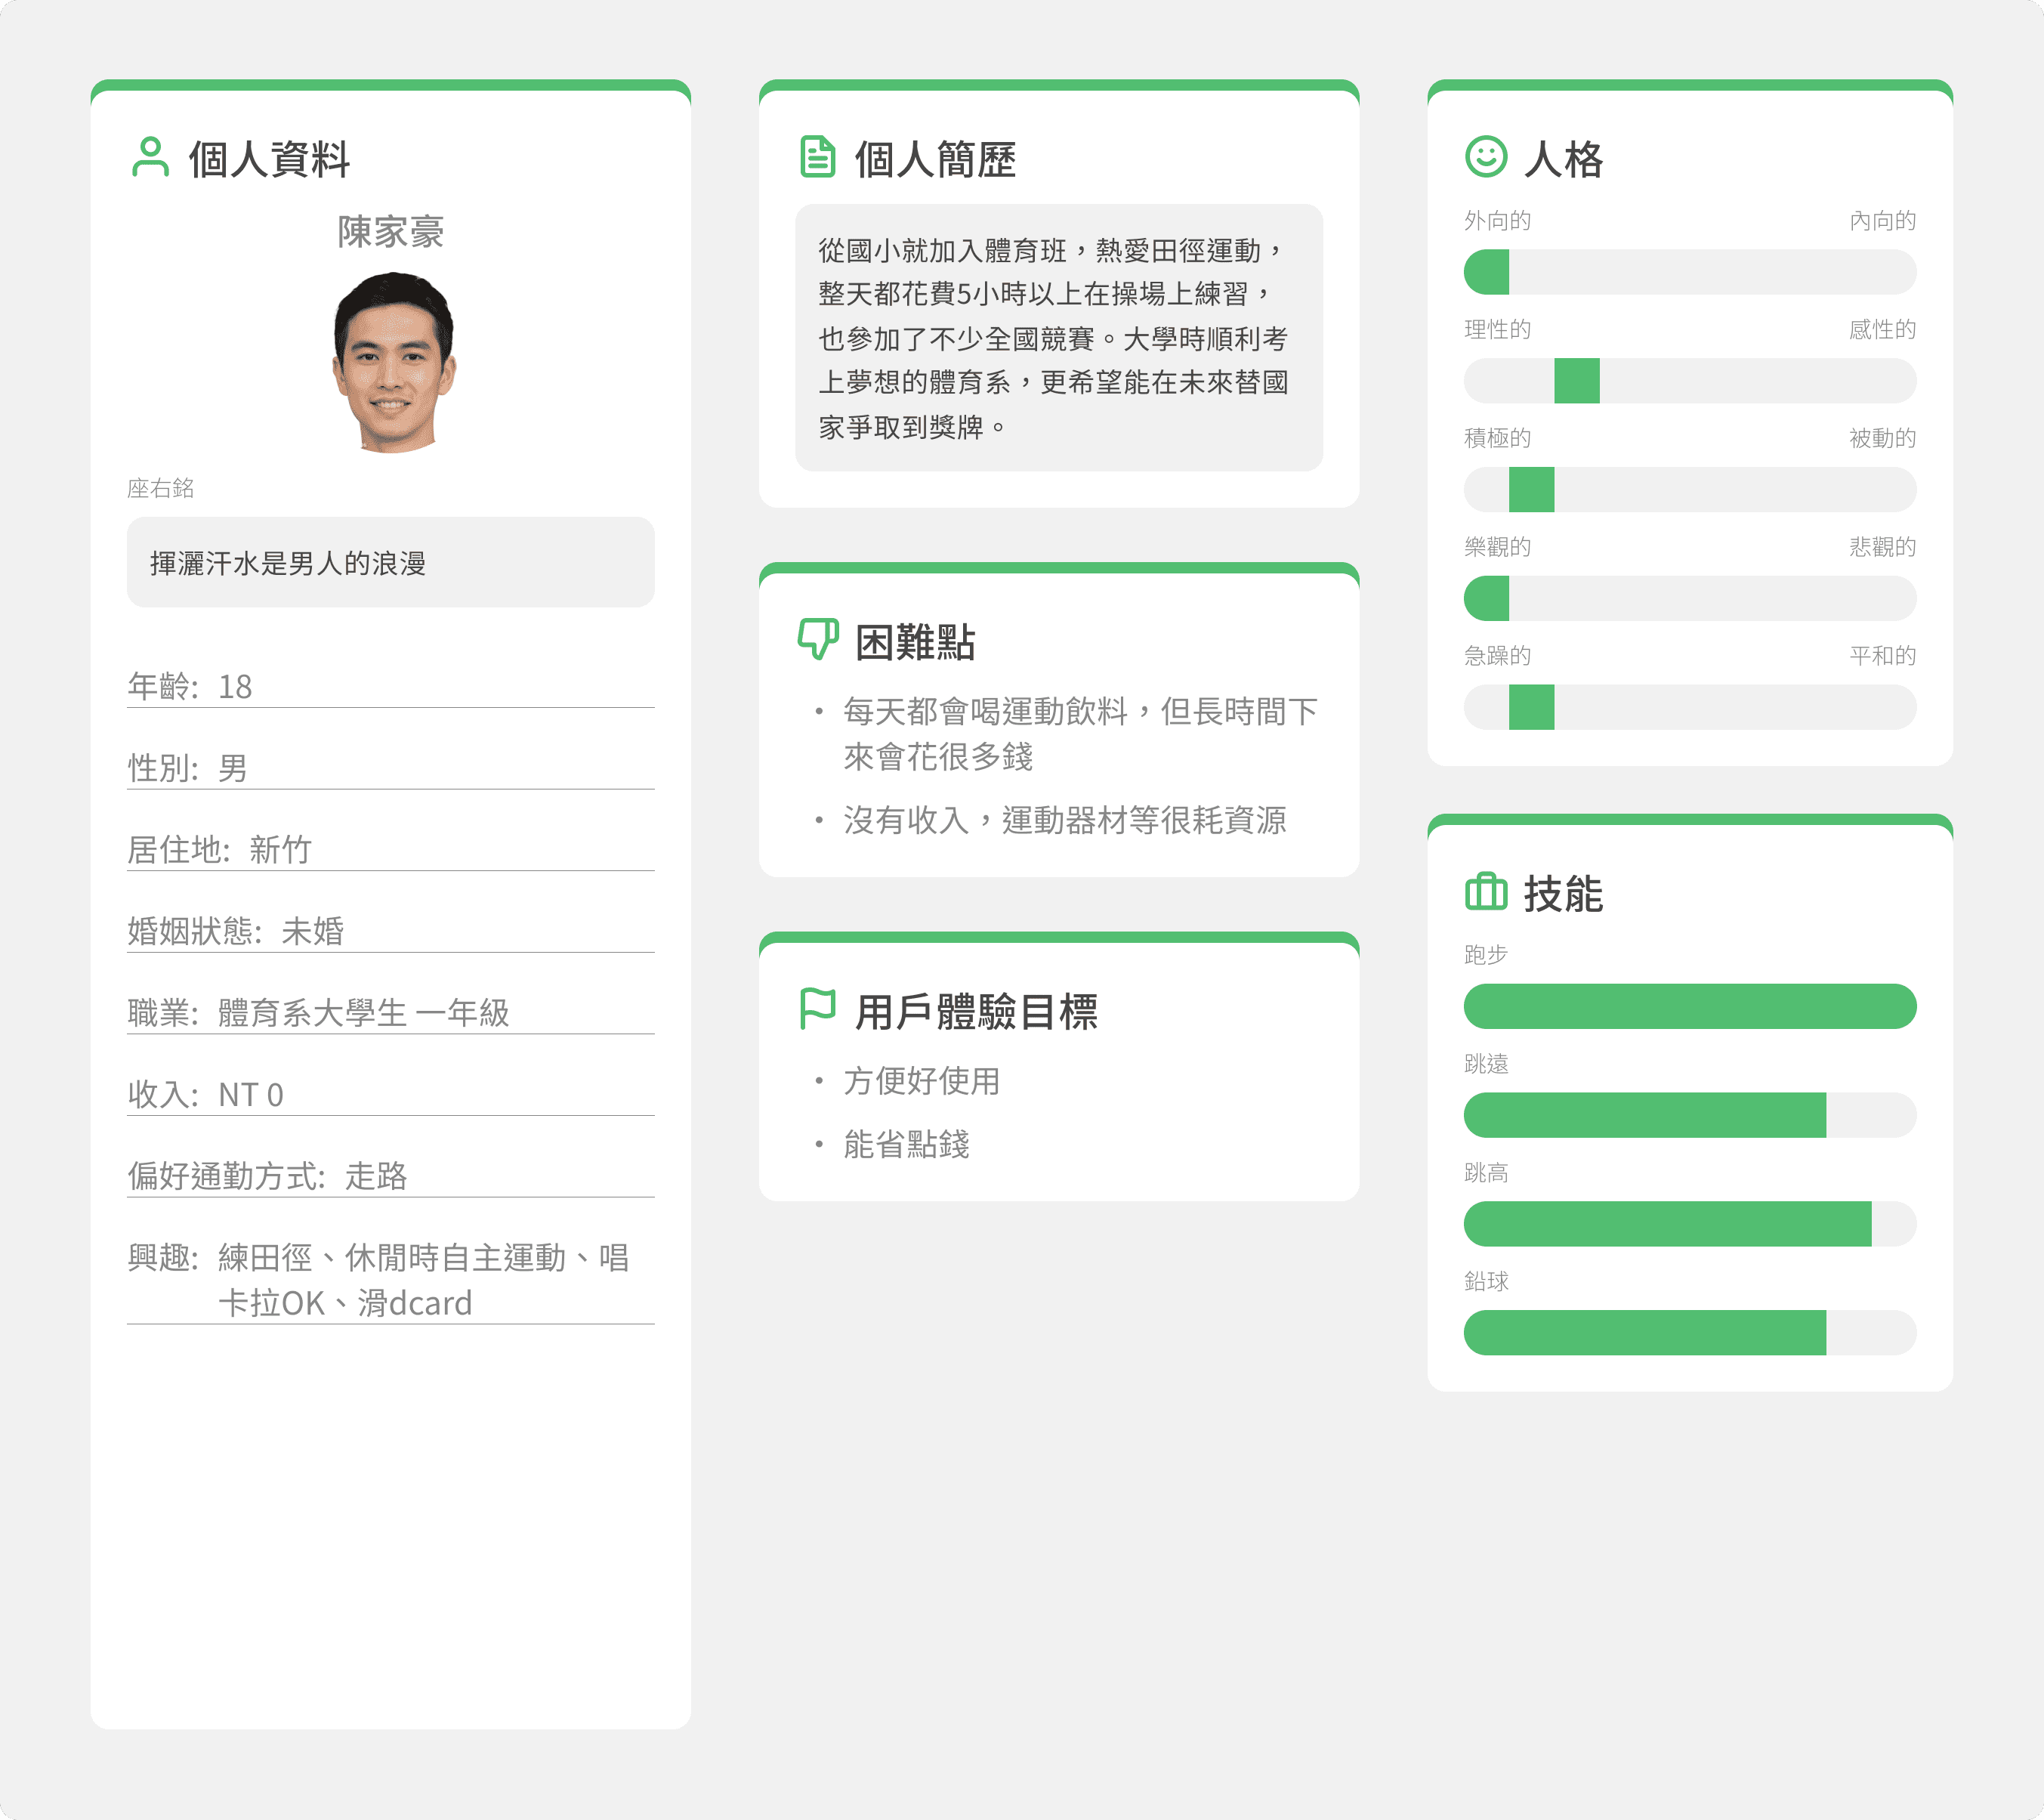 個人資料
陳家豪
座右銘
揮灑汗水是男人的浪漫
年齡: 18
性別: 男
居住地: 新竹
婚姻狀態: 未婚
職業: 體育系大學生 一年級
收入: NT 0
偏好通勤方式: 走路
興趣: 練田徑、休閒時自主運動、唱
卡拉OK、滑dcard
個人簡歷
從國小就加入體育班，熱愛田徑運動，
整天都花費5小時以上在操場上練習，
也參加了不少全國競賽。大學時順利考
上夢想的體育系，更希望能在未來替國
家爭取到獎牌。
困難點
• 每天都會喝運動飲料，但長時間下
來會花很多錢
• 沒有收入，運動器材等很耗資源
用戶體驗目標
• 方便好使用
• 能省點錢
人格
外向的 內向的
理性的 感性的
積極的 被動的
樂觀的 悲觀的
急躁的 平和的
技能
跑步
跳遠
跳高
鉛球